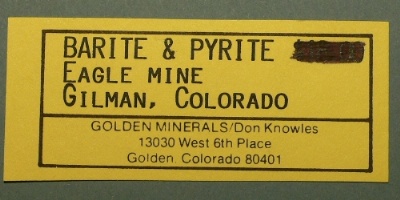 BARITE & PYRITE
EAGLE MINE
GILMAN, COLORADO
GOLDEN MINERALS/Don Knowles
13030 West 6th Place
Golden, Colorado 80401